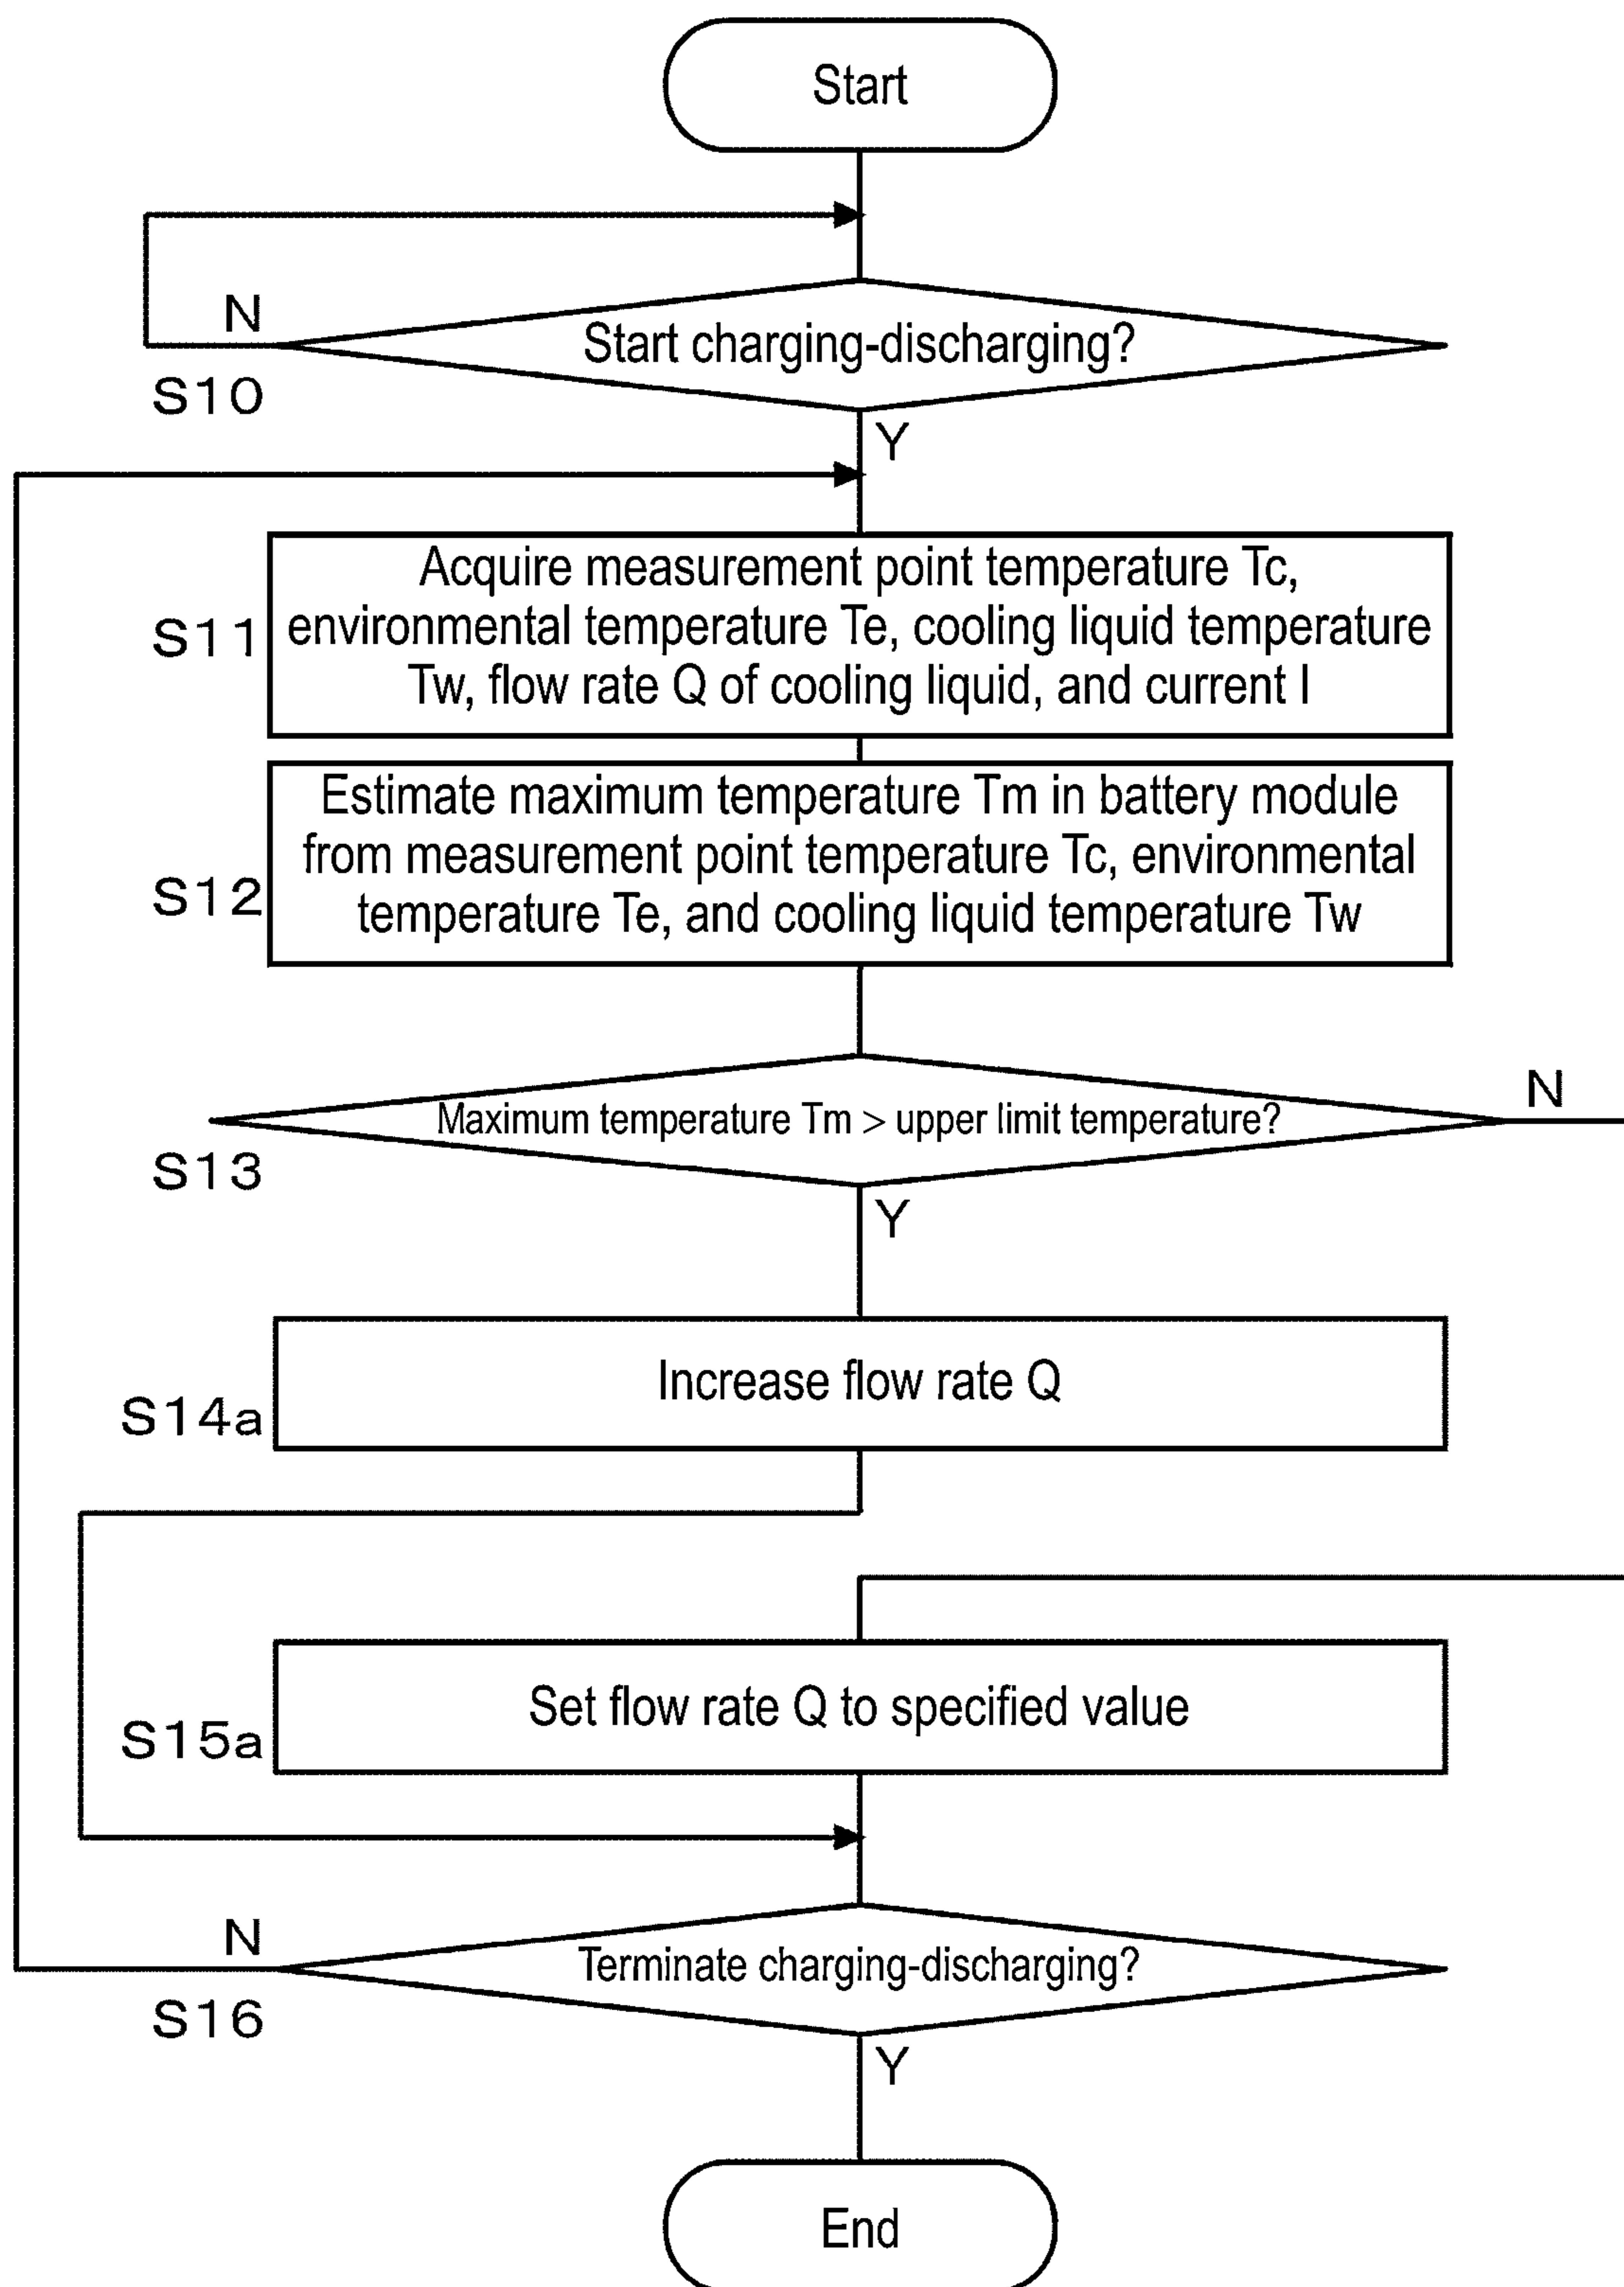 Start
N
Start charging-discharging?
S10
Y
Acquire measurement point temperature Tc,
environmental temperature Te, cooling liquid temperature
Tw, flow rate Q of cooling liquid, and current I
S11
Estimate maximum temperature Tm in battery module
from measurement point temperature Tc, environmental
temperature Te, and cooling liquid temperature Tw
S12
Maximum temperature Tm > upper limit temperature?
N
S13
Y
Increase flow rate Q
S14a
Set flow rate Q to specified value
S15a
N
Terminate charging-discharging?
S16
Y
End